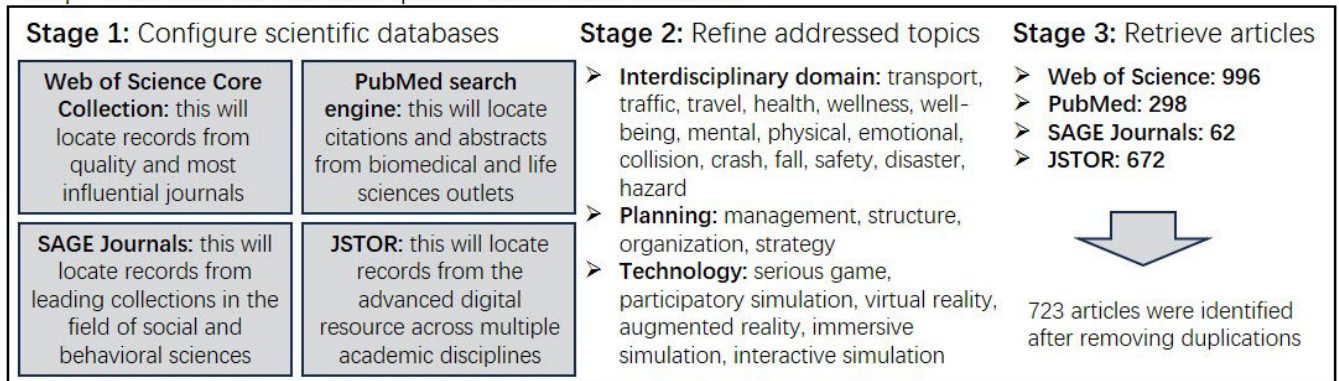 Stage 1: Configure scientific databases
Web of Science Core
Collection: this will
locate records from
quality and most
influential journals
PubMed search
engine: this will locate
citations and abstracts
from biomedical and life
sciences outlets
SAGE Journals: this will
locate records from
leading collections in the
field of social and
behavioral sciences
JSTOR: this will locate
records from the
advanced digital
resource across multiple
academic disciplines
Stage 2: Refine addressed topics
➤ Interdisciplinary domain: transport,
traffic, travel, health, wellness, well-
being, mental, physical, emotional,
collision, crash, fall, safety, disaster,
hazard
➤ Planning: management, structure,
organization, strategy
➤ Technology: serious game,
participatory simulation, virtual reality,
augmented reality, immersive
simulation, interactive simulation
Stage 3: Retrieve articles
➤ Web of Science: 996
➤ PubMed: 298
➤ SAGE Journals: 62
➤ JSTOR: 672
723 articles were identified
after removing duplications